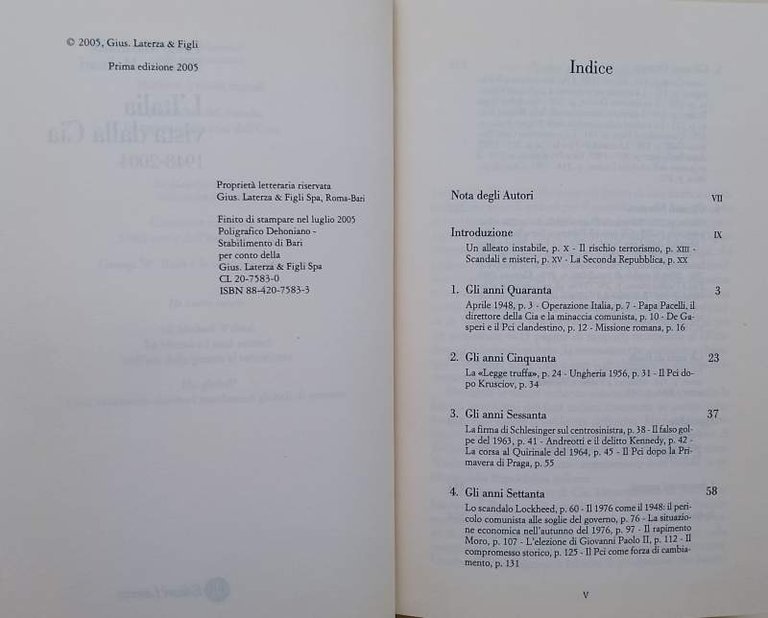 © 2005, Gius. Laterza & Figli
Prima edizione 2005
L'Italia
vista dalla Cia
1948-2004
Proprietà letteraria riservata
Gius. Laterza & Figli Spa, Roma-Bari
Finito di stampare nel luglio 2005
Poligrafico Dehoniano -
Stabilimento di Bari
per conto della
Gius. Laterza & Figli Spa
CL 20-7583-0
ISBN 88-420-7583-3
Indice
Nota degli Autori VII
Introduzione IX
Un alleato instabile, p. X - Il rischio terrorismo, p. XIII -
Scandali e misteri, p. XV - La Seconda Repubblica, p. XX
1. Gli anni Quaranta 3
Aprile 1948, p. 3 - Operazione Italia, p. 7 - Papa Pacelli, il
direttore della Cia e la minaccia comunista, p. 10 - De Ga-
speri e il Pci clandestino, p. 12 - Missione romana, p. 16
2. Gli anni Cinquanta 23
La «Legge truffa», p. 24 - Ungheria 1956, p. 31 - Il Pci do-
po Krusciov, p. 34
3. Gli anni Sessanta 37
La firma di Schlesinger sul centrosinistra, p. 38 - Il falso gol-
pe del 1963, p. 41 - Andreotti e il delitto Kennedy, p. 42 -
La corsa al Quirinale del 1964, p. 45 - Il Pci dopo la Pri-
mavera di Praga, p. 55
4. Gli anni Settanta 58
Lo scandalo Lockheed, p. 60 - Il 1976 come il 1948: il peri-
colo comunista alle soglie del governo, p. 76 - La situazio-
ne economica nell'autunno del 1976, p. 97 - Il rapimento
Moro, p. 107 - L'elezione di Giovanni Paolo II, p. 112 - Il
compromesso storico, p. 125 - Il Pci come forza di cambia-
mento, p. 131
V